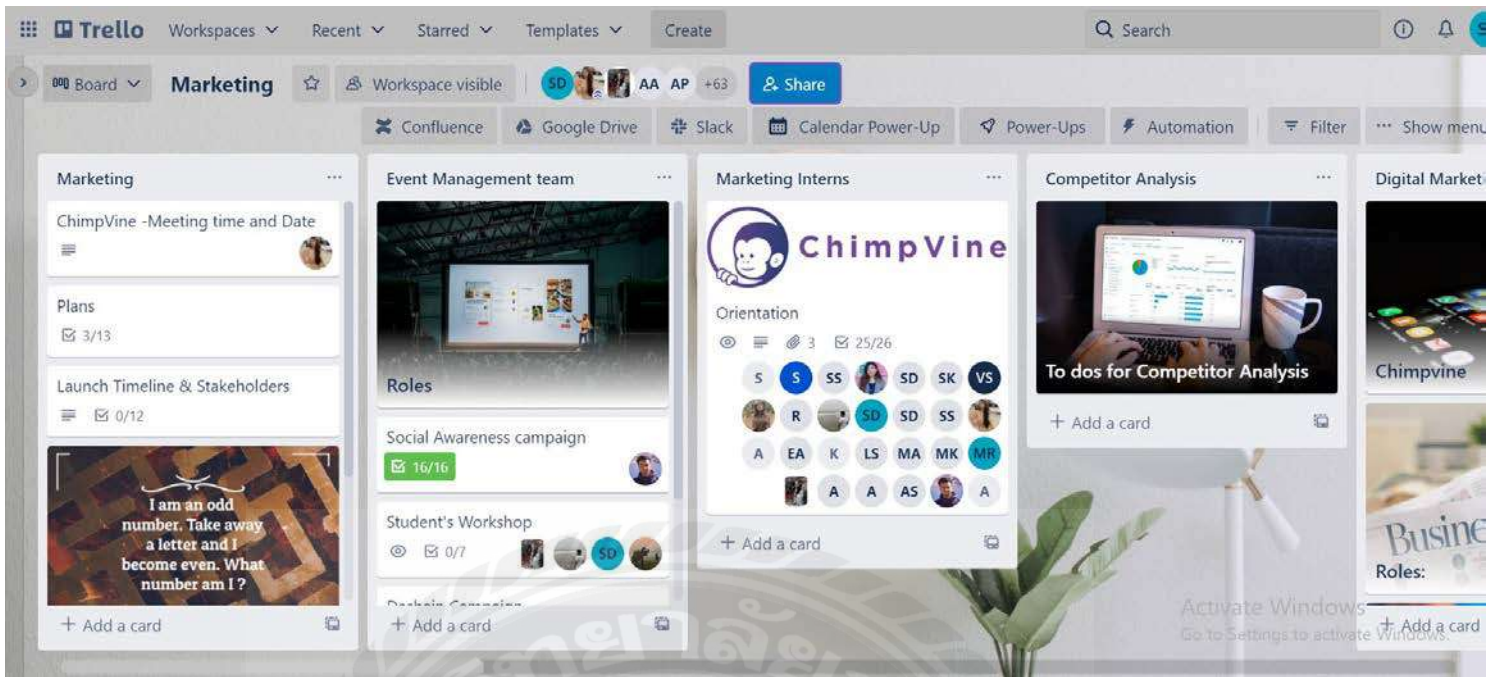 Trello Workspaces Recent Starred Templates Create Search
Board Marketing Workspace visible SD AA AP +63 Share
Confluence Google Drive Slack Calendar Power-Up Power-Ups Automation Filter Show menu
Marketing
ChimpVine -Meeting time and Date
Plans
3/13
Launch Timeline & Stakeholders
0/12
I am an odd
number. Take away
a letter and I
become even. What
number am I ?
+ Add a card
Event Management team
Roles
Social Awareness campaign
16/16
Student's Workshop
0/7
SD
+ Add a card
Marketing Interns
ChimpVine
Orientation
3 25/26
S S SS SD SK VS
R SD SD SS
A EA K LS MA MK MR
A A AS A
+ Add a card
Competitor Analysis
To dos for Competitor Analysis
+ Add a card
Digital Market
Chimpvine
Busine
Roles:
+ Add a card
Activate Windows
Go to Settings to activate Windows.